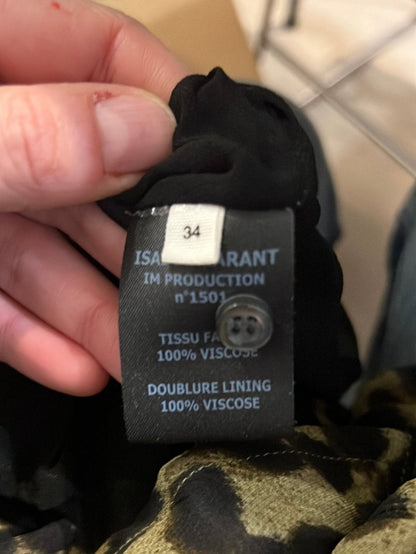 34
ISA ARANT
IM PRODUCTION
n°1501
TISSU FA
100% VISCOSE
DOUBLURE LINING
100% VISCOSE